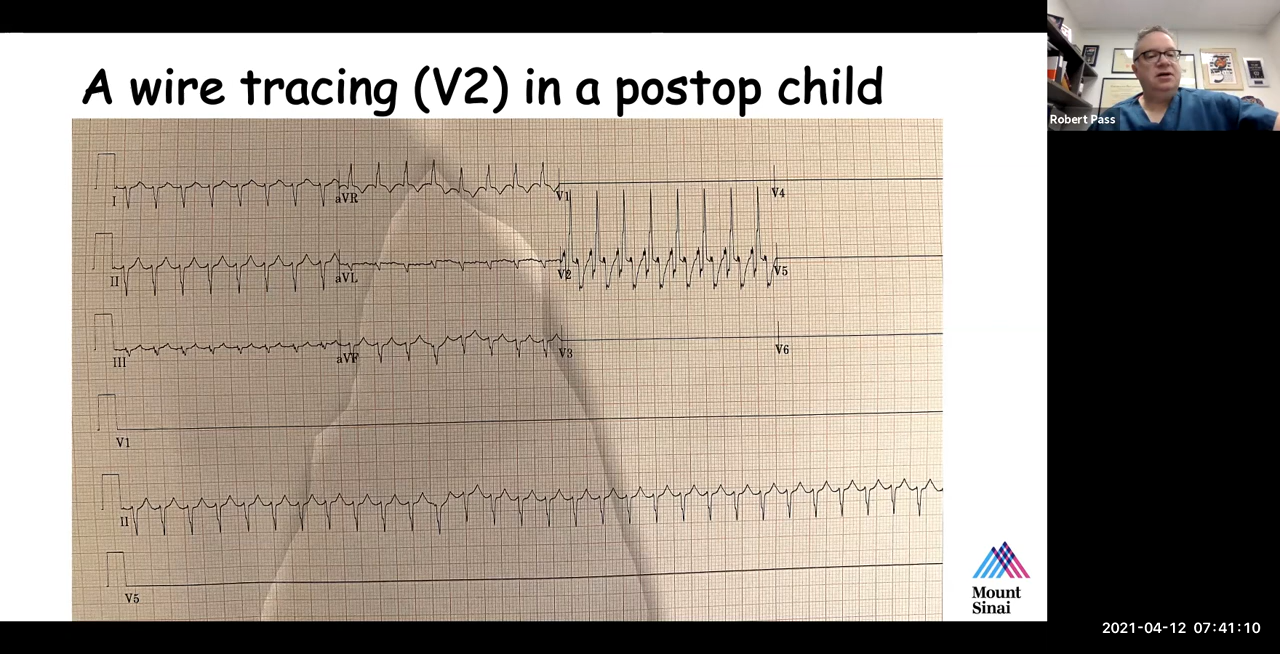 A wire tracing (V2) in a postop child
Robert Pass
I
aVR
V1
V4
II
aVL
V2
V5
III
aVF
V3
V6
V1
II
V5
Mount
Sinai
2021-04-12 07:41:10